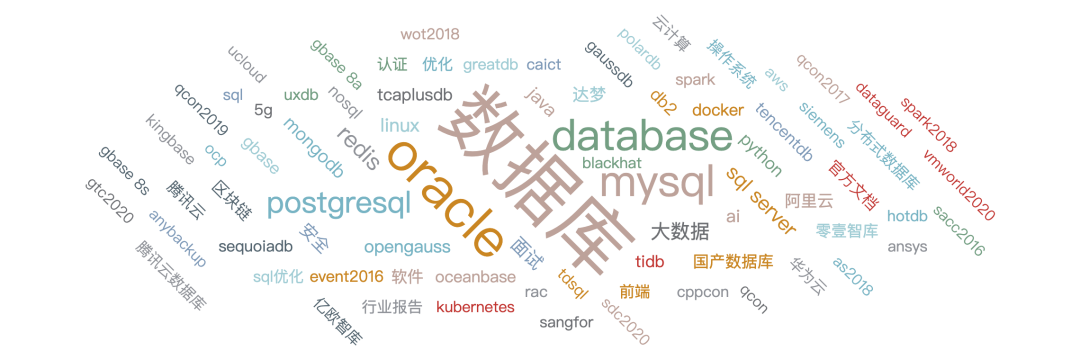 云计算
wot2018
操作系统
polardb
gbase 8a
gaussdb
ucloud
认证
优化
greatdb
caict
qcon2017
aws
spark
sql
uxdb
nosql
tcaplusdb
java
达梦
db2
docker
siemens
dataguard
spark2018
5g
qcon2019
linux
数据库
database
tencentdb
分布式数据库
kingbase
ocp
gbase
mongodb
redis
oracle
blackhat
python
vmworld2020
gbase 8s
gtc2020
腾讯云
区块链
postgresql
mysql
sql server
官方文档
阿里云
ai
hotdb
sacc2016
anybackup
安全
大数据
零壹智库
sequoiadb
opengauss
面试
ansys
腾讯云数据库
tidb
国产数据库
华为云
as2018
sql优化
event2016
软件
oceanbase
tdsql
rac
前端
cppcon
qcon
亿欧智库
行业报告
kubernetes
sdc2020
sangfor